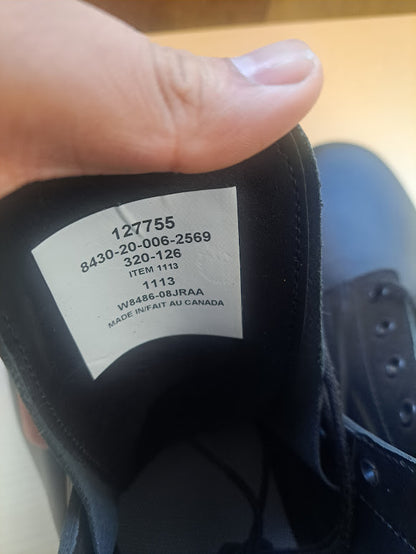 127755
8430-20-006-2569
320-126
ITEM 1113
1113
W8486-08JRAA
MADE IN/FAIT AU CANADA